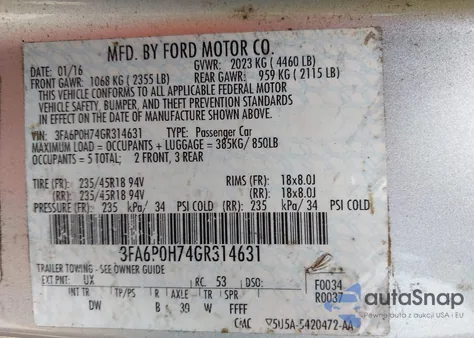 MFD. BY FORD MOTOR CO.
DATE: 01/16 GVWR: 2023 KG ( 4460 LB)
FRONT GAWR: 1068 KG ( 2355 LB) REAR GAWR: 959 KG ( 2115 LB)
THIS VEHICLE CONFORMS TO ALL APPLICABLE FEDERAL MOTOR
VEHICLE SAFETY, BUMPER, AND THEFT PREVENTION STANDARDS
IN EFFECT ON THE DATE OF MANUFACTURE SHOWN ABOVE.
VIN: 3FA6P0H74GR314631 TYPE: Passenger Car
MAXIMUM LOAD = OCCUPANTS + LUGGAGE = 385KG/850LB
OCCUPANTS = 5 TOTAL: 2 FRONT, 3 REAR
TIRE (FR): 235/45R18 94V RIMS (FR): 18x8.0J
(RR): 235/45R18 94V (RR): 18x8.0J
PRESSURE (FR): 235 kPa/ 34 PSI COLD (RR): 235 kPa/ 34 PSI COLD
3FA6P0H74GR314631
TRAILER TOWING - SEE OWNER GUIDE
EXT PNT: UX RC: 53 DSO: F0034
R0037
INT TR TP/PS R AXLE TR SPR
DW B 39 W FFFF
5U5A-5420472-AA
autoSnap
Pewny import aut z aukcji w USA